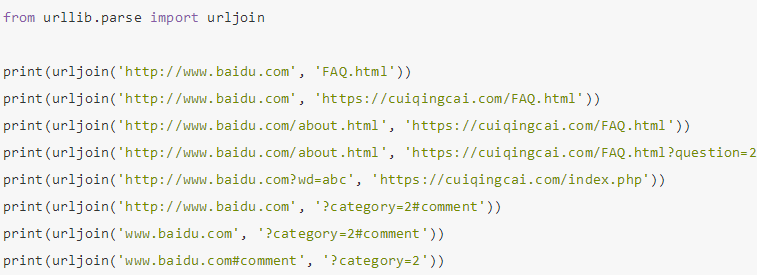 from urllib.parse import urljoin
print(urljoin('http://www.baidu.com', 'FAQ.html'))
print(urljoin('http://www.baidu.com', 'https://cuiqingcai.com/FAQ.html'))
print(urljoin('http://www.baidu.com/about.html', 'https://cuiqingcai.com/FAQ.html'))
print(urljoin('http://www.baidu.com/about.html', 'https://cuiqingcai.com/FAQ.html?question=2
print(urljoin('http://www.baidu.com?wd=abc', 'https://cuiqingcai.com/index.php'))
print(urljoin('http://www.baidu.com', '?category=2#comment'))
print(urljoin('www.baidu.com', '?category=2#comment'))
print(urljoin('www.baidu.com#comment', '?category=2'))